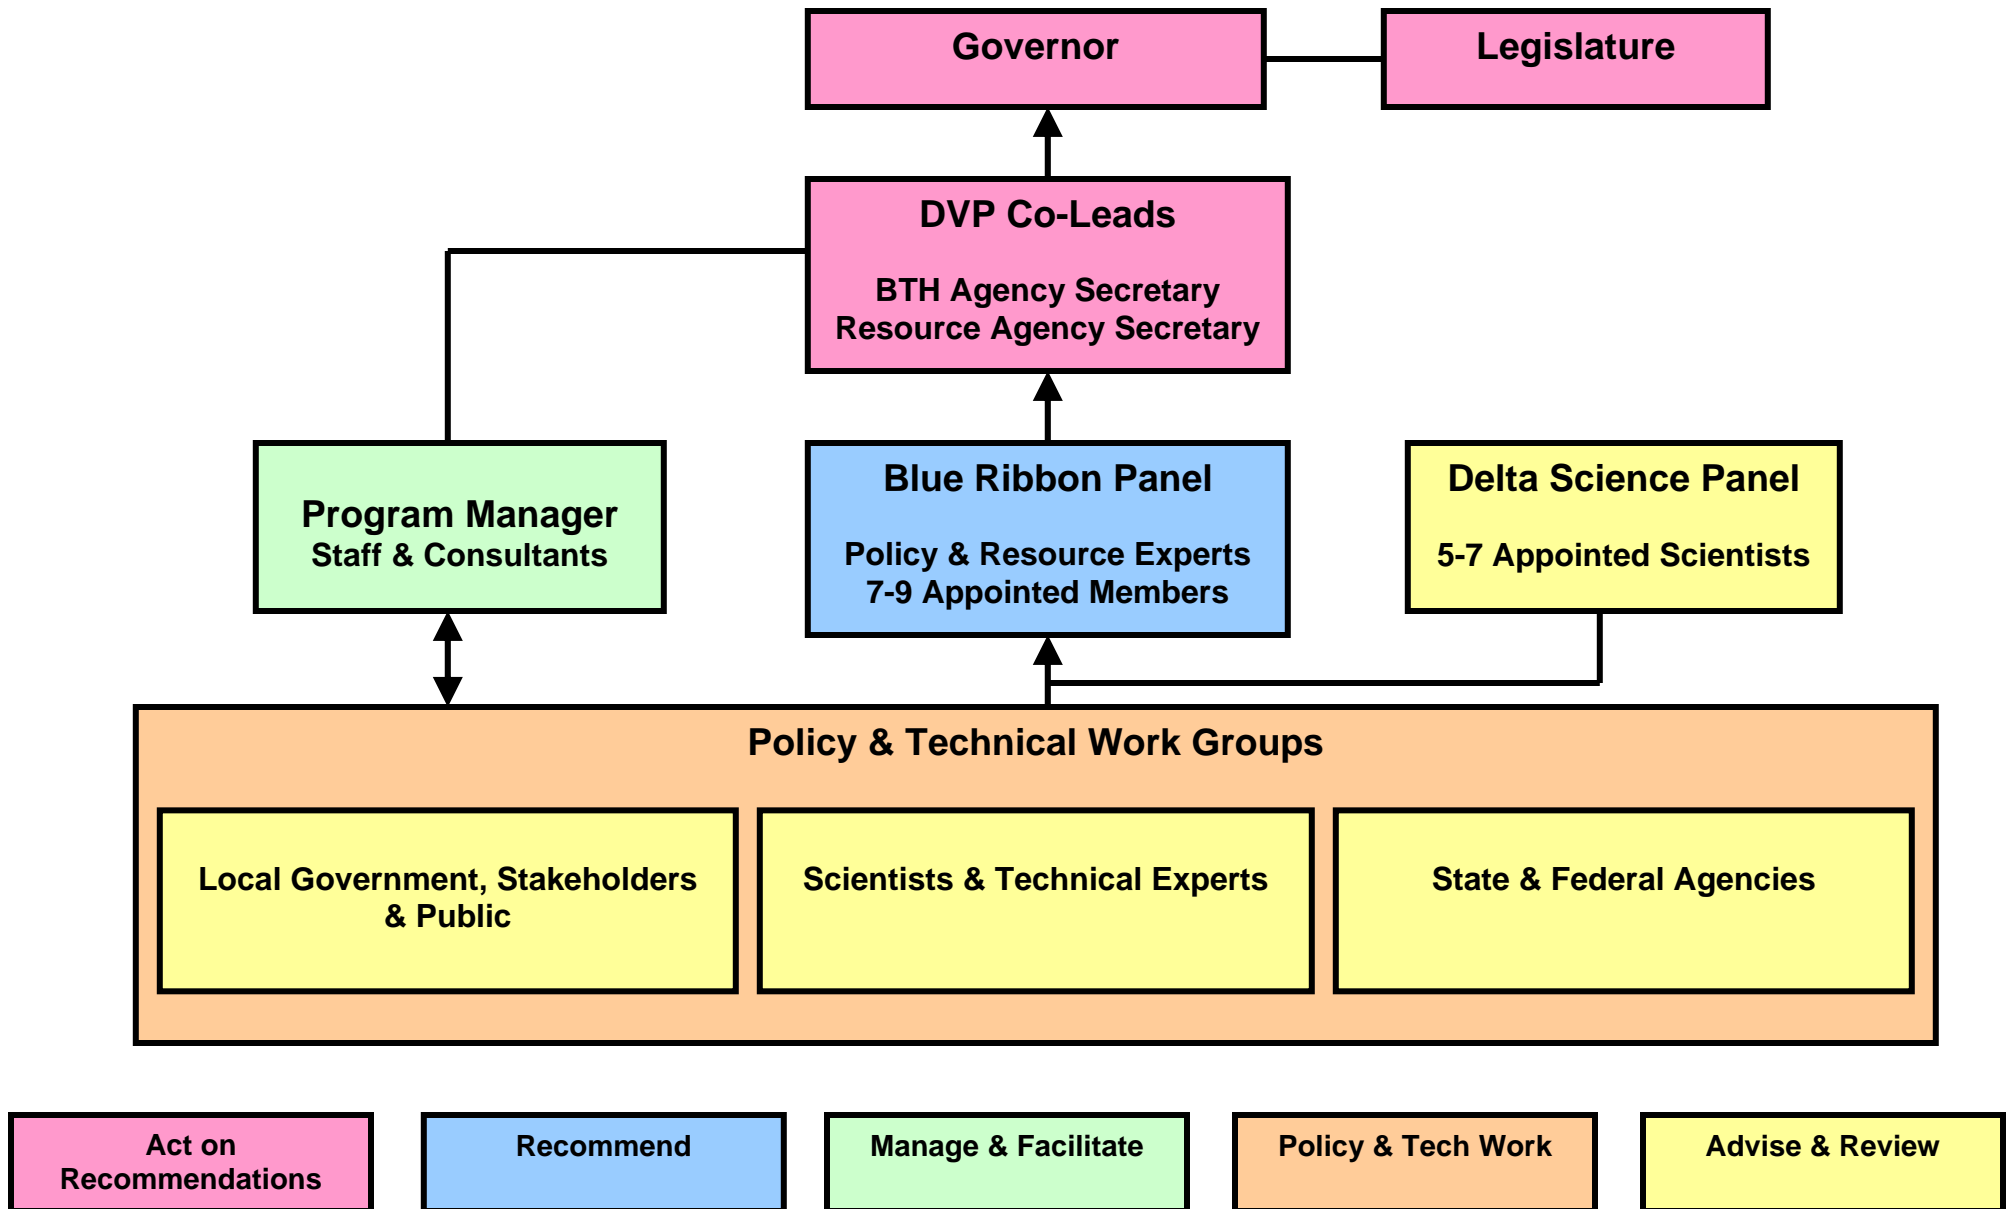 Governor
Legislature
DVP Co-Leads
BTH Agency Secretary
Resource Agency Secretary
Program Manager
Staff & Consultants
Blue Ribbon Panel
Policy & Resource Experts
7-9 Appointed Members
Delta Science Panel
5-7 Appointed Scientists
Policy & Technical Work Groups
Local Government, Stakeholders
& Public
Scientists & Technical Experts
State & Federal Agencies
Act on
Recommendations
Recommend
Manage & Facilitate
Policy & Tech Work
Advise & Review